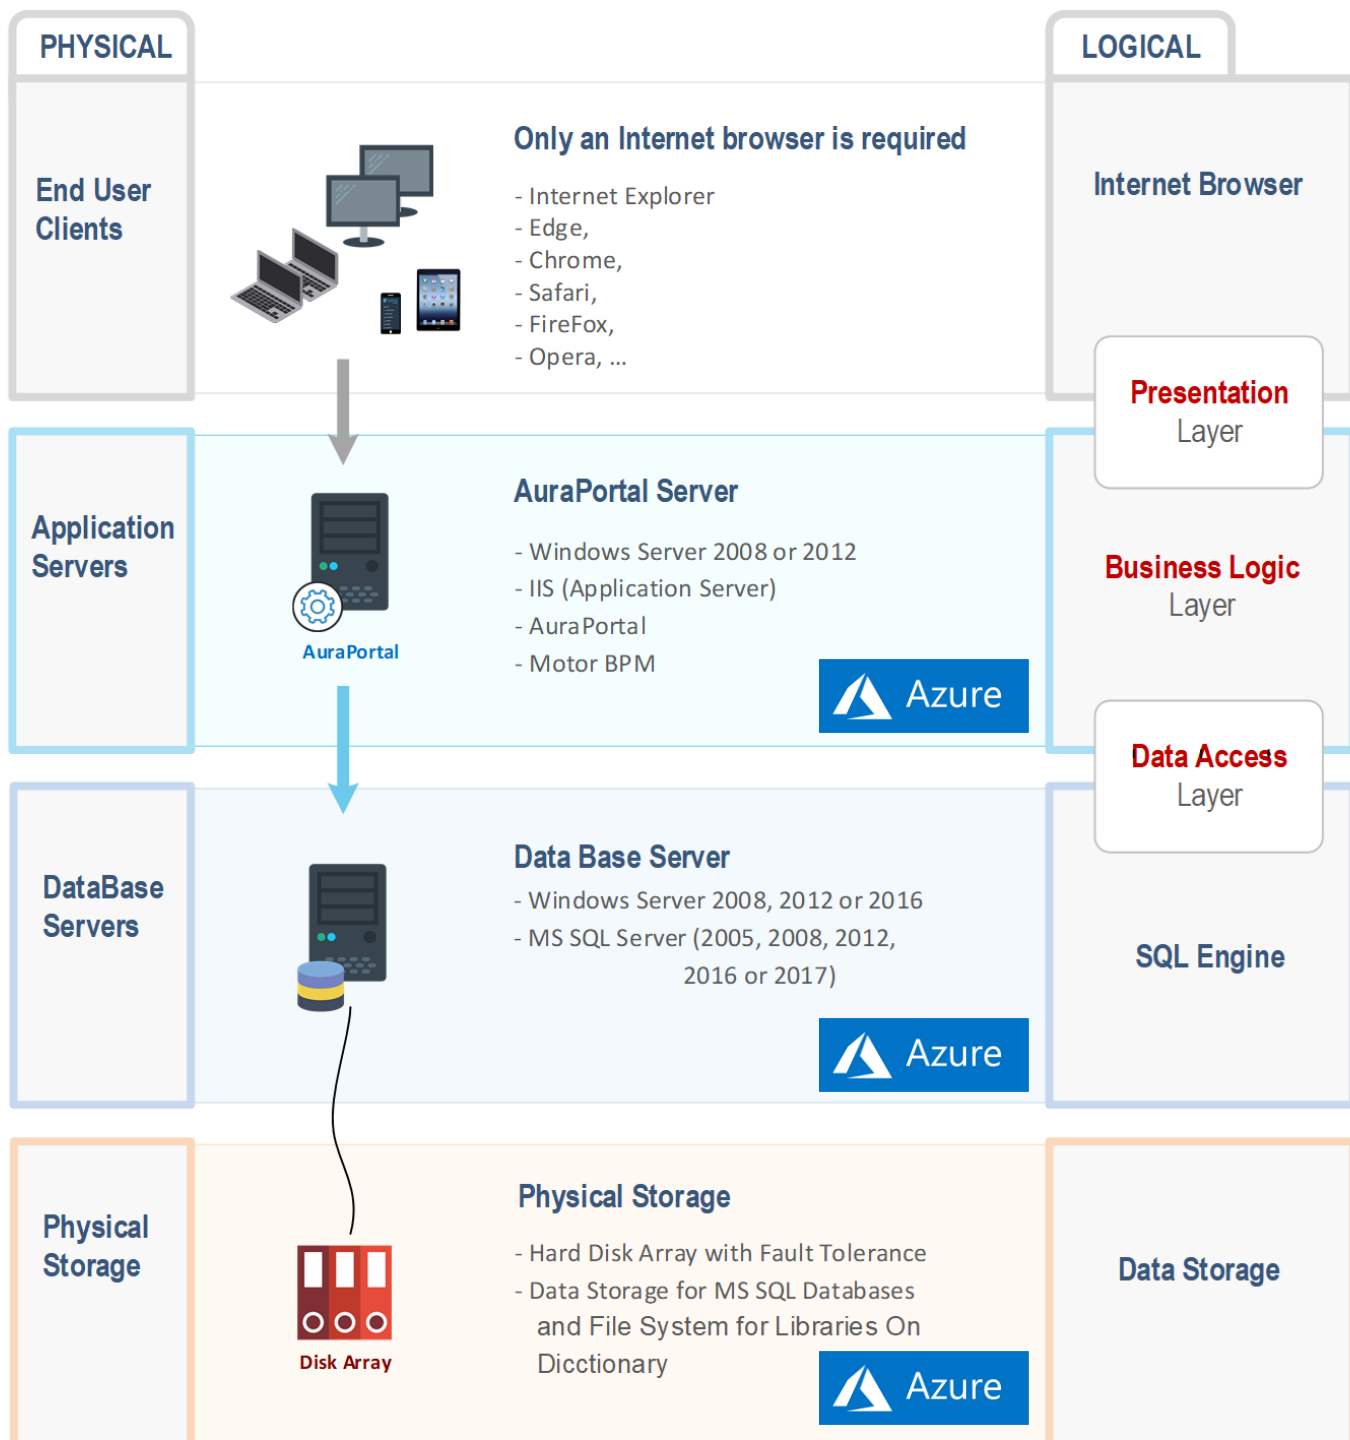 PHYSICAL
LOGICAL
End User
Clients
Only an Internet browser is required
- Internet Explorer
- Edge,
- Chrome,
- Safari,
- FireFox,
- Opera, ...
Internet Browser
Presentation
Layer
Application
Servers
AuraPortal
AuraPortal Server
- Windows Server 2008 or 2012
- IIS (Application Server)
- AuraPortal
- Motor BPM
Azure
Business Logic
Layer
Data Access
Layer
DataBase
Servers
Data Base Server
- Windows Server 2008, 2012 or 2016
- MS SQL Server (2005, 2008, 2012,
2016 or 2017)
Azure
SQL Engine
Physical
Storage
Disk Array
Physical Storage
- Hard Disk Array with Fault Tolerance
- Data Storage for MS SQL Databases
and File System for Libraries On
Dicctionary
Azure
Data Storage